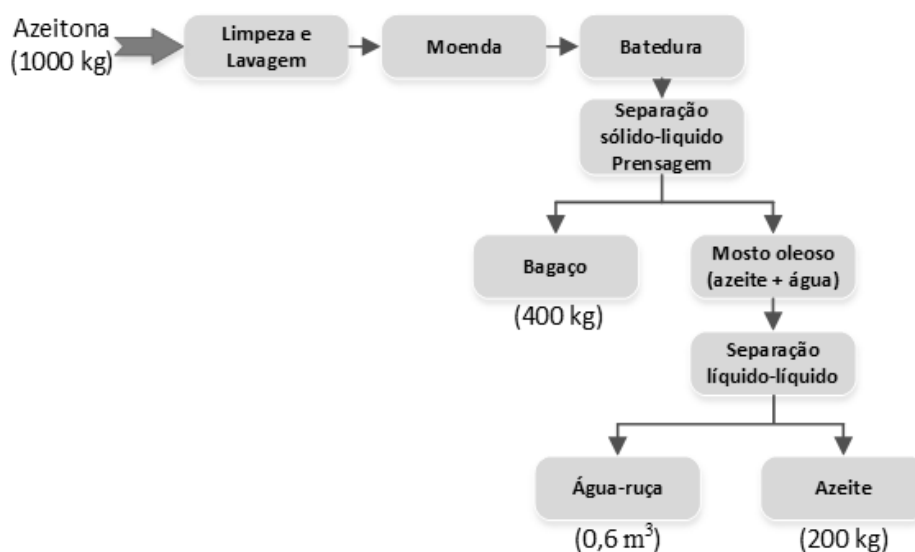 Azeitona
(1000 kg)
Limpeza e
Lavagem
Moenda
Batedura
Separação
sólido-liquido
Prensagem
Bagaço
(400 kg)
Mosto oleoso
(azeite + água)
Separação
líquido-líquido
Água-ruça
(0,6 m³)
Azeite
(200 kg)